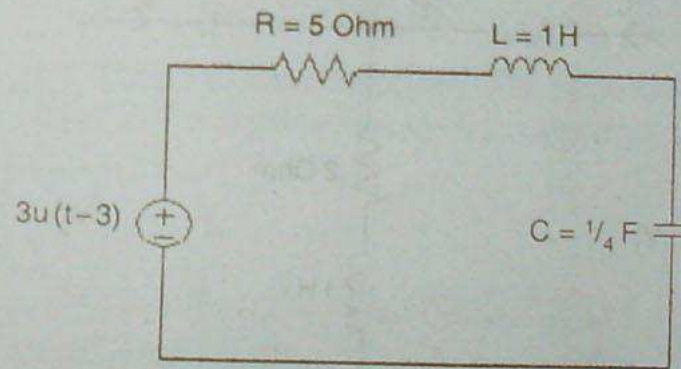 R = 5 Ohm
L = 1 H
3u (t−3)
+
−
C = 1/4 F